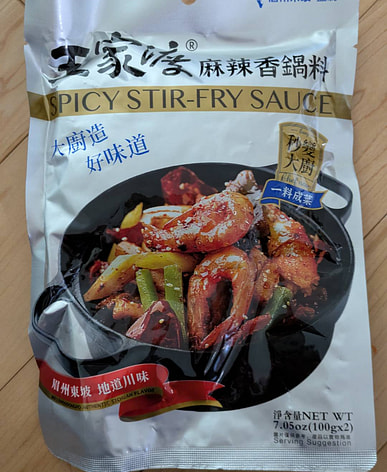 王家渡®
麻辣香鍋料
SPICY STIR-FRY SAUCE
大廚造
好味道
秒變
大廚
一料成菜
眉州東坡 地道川味
淨含量NET WT
7.05oz(100gx2)
Serving Suggestion